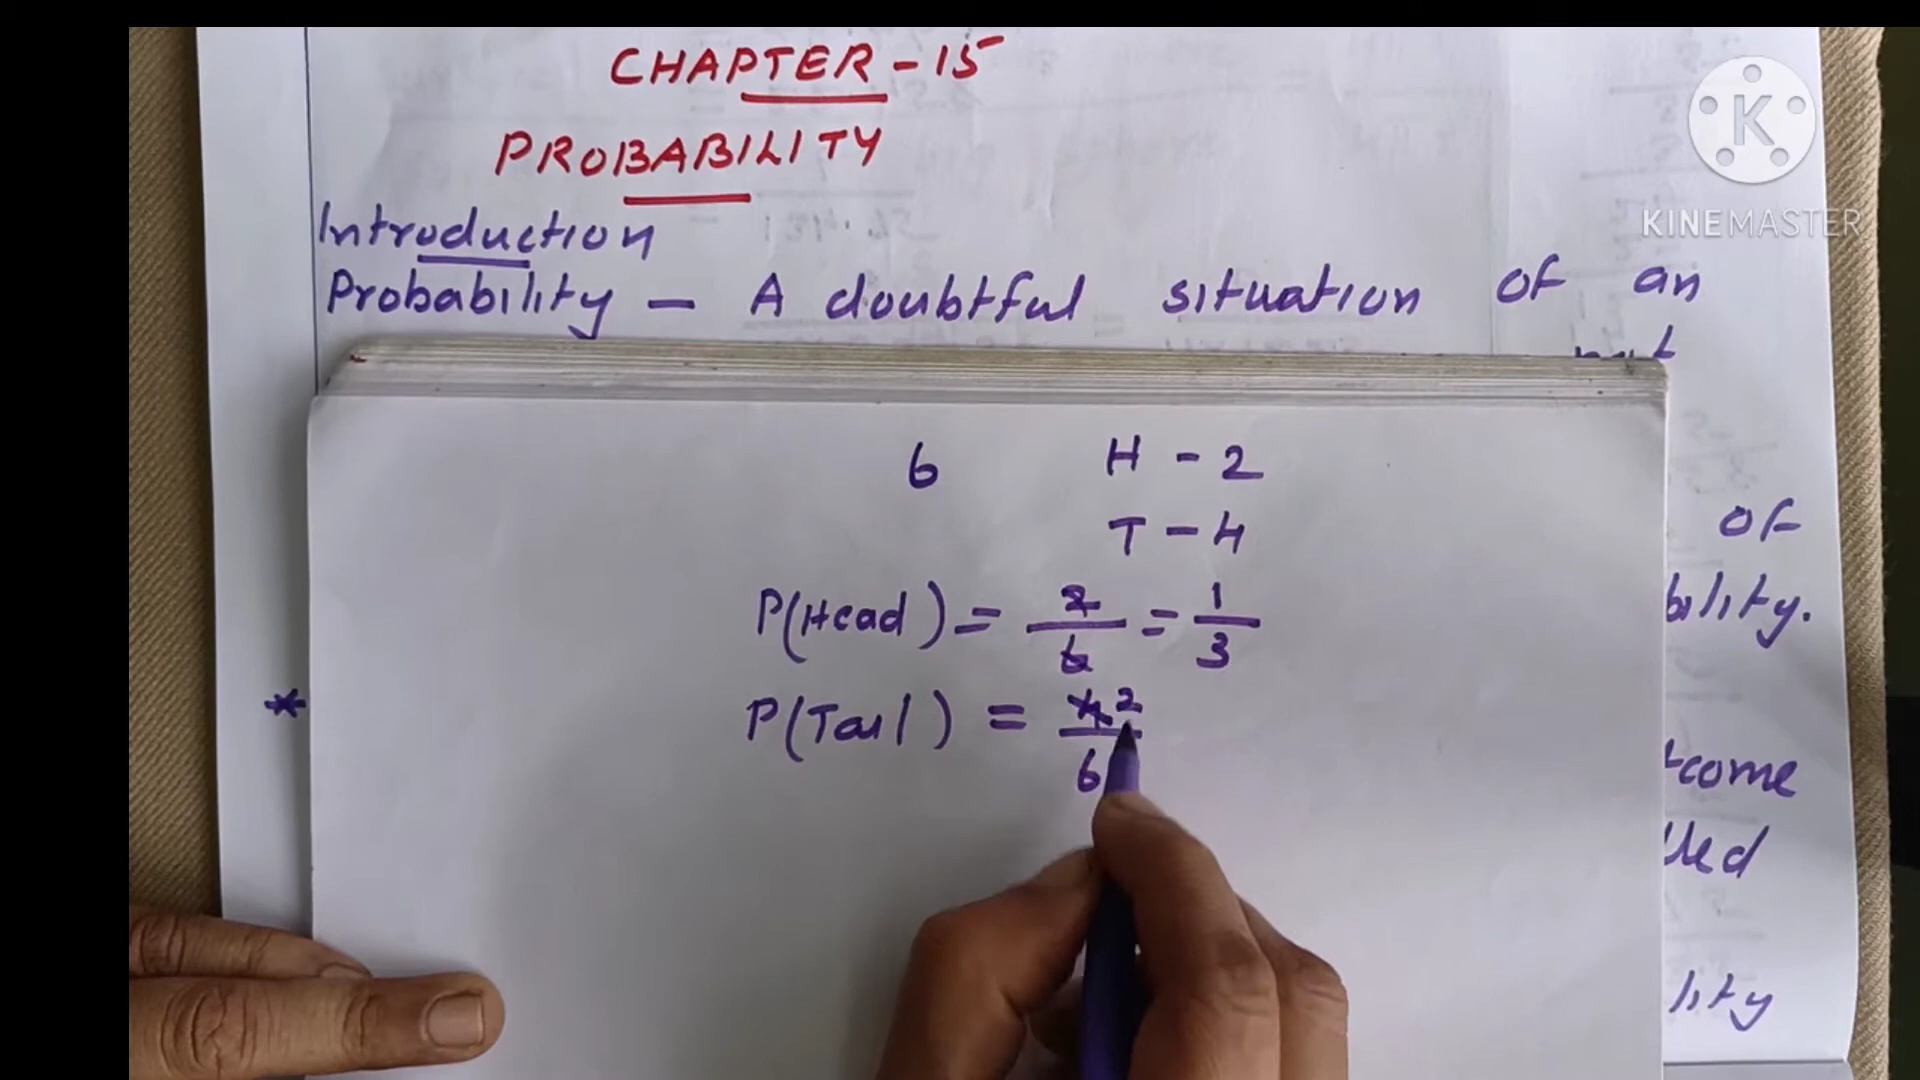 CHAPTER - 15
PROBABILITY
K
KINEMASTER
Introduction
Probability - A doubtful situation of an
6 H - 2
T - 4
of
P(Head) = 2/6 = 1/3
bility.
*
P(Tail) = 4 2/6
tcome
lled
lity